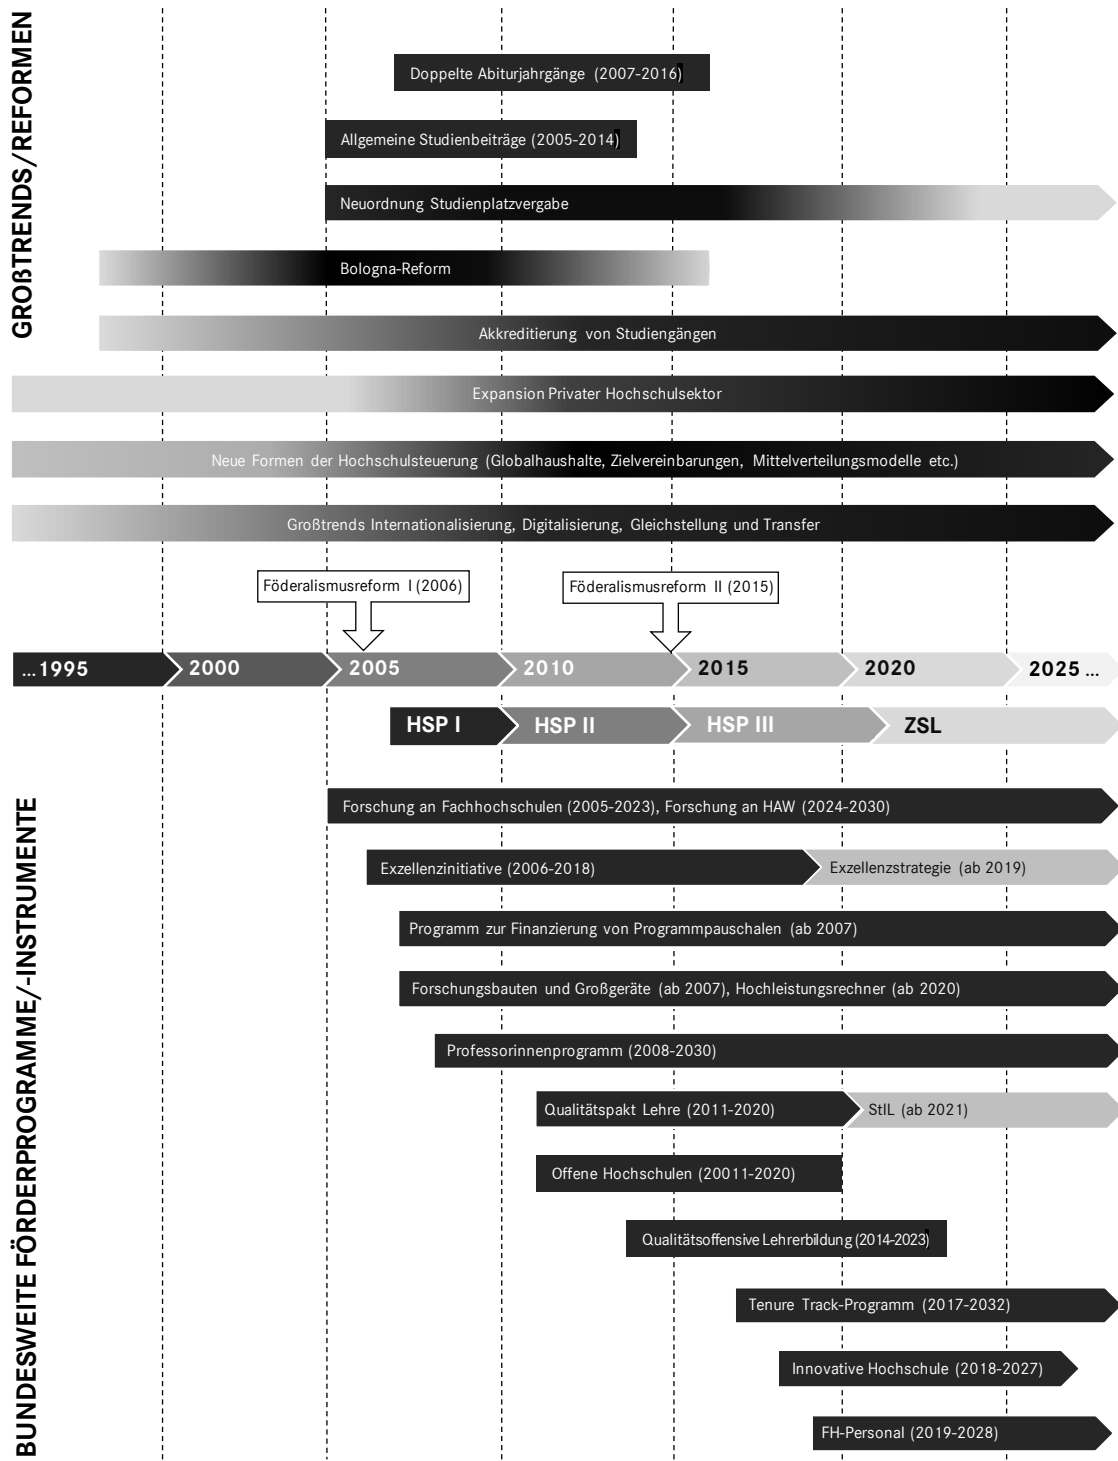 GROßTRENDS/REFORMEN
Doppelte Abiturjahrgänge (2007-2016)
Allgemeine Studienbeiträge (2005-2014)
Neuordnung Studienplatzvergabe
Bologna-Reform
Akkreditierung von Studiengängen
Expansion Privater Hochschulsektor
Neue Formen der Hochschulsteuerung (Globalhaushalte, Zielvereinbarungen, Mittelverteilungsmodelle etc.)
Großtrends Internationalisierung, Digitalisierung, Gleichstellung und Transfer
Föderalismusreform I (2006)
Föderalismusreform II (2015)
... 1995
2000
2005
2010
2015
2020
2025 ...
HSP I
HSP II
HSP III
ZSL
BUNDESWEITE FÖRDERPROGRAMME/-INSTRUMENTE
Forschung an Fachhochschulen (2005-2023), Forschung an HAW (2024-2030)
Exzellenzinitiative (2006-2018)
Exzellenzstrategie (ab 2019)
Programm zur Finanzierung von Programmpauschalen (ab 2007)
Forschungsbauten und Großgeräte (ab 2007), Hochleistungsrechner (ab 2020)
Professorinnenprogramm (2008-2030)
Qualitätspakt Lehre (2011-2020)
StIL (ab 2021)
Offene Hochschulen (20011-2020)
Qualitätsoffensive Lehrerbildung (2014-2023)
Tenure Track-Programm (2017-2032)
Innovative Hochschule (2018-2027)
FH-Personal (2019-2028)